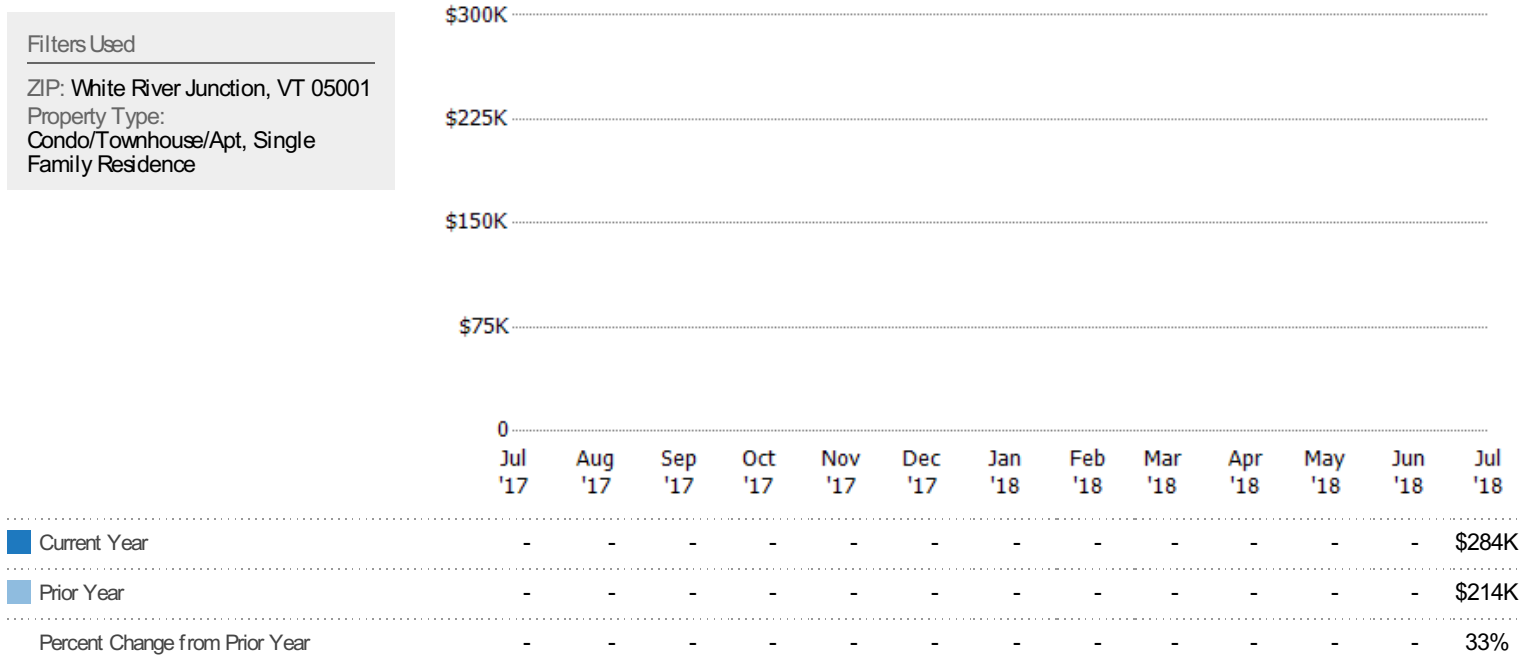 Filters Used
ZIP: White River Junction, VT 05001
Property Type:
Condo/Townhouse/Apt, Single
Family Residence
$300K
$225K
$150K
$75K
0
Jul Aug Sep Oct Nov Dec Jan Feb Mar Apr May Jun Jul
'17 '17 '17 '17 '17 '17 '18 '18 '18 '18 '18 '18 '18
Current Year - - - - - - - - - - - - $284K
Prior Year - - - - - - - - - - - - $214K
Percent Change from Prior Year - - - - - - - - - - - - 33%